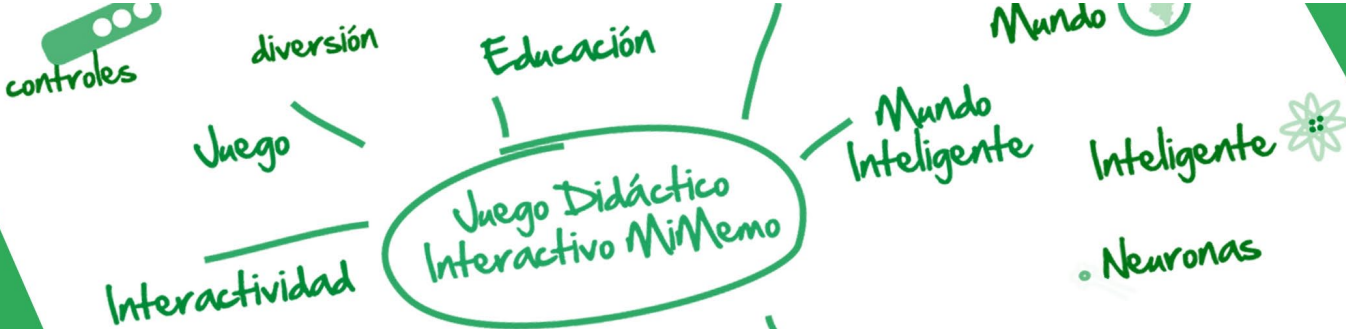 controles
diversión
Educación
Mundo
Juego
Mundo
Inteligente
Inteligente
Juego Didáctico
Interactivo MiMemo
Interactividad
Neuronas